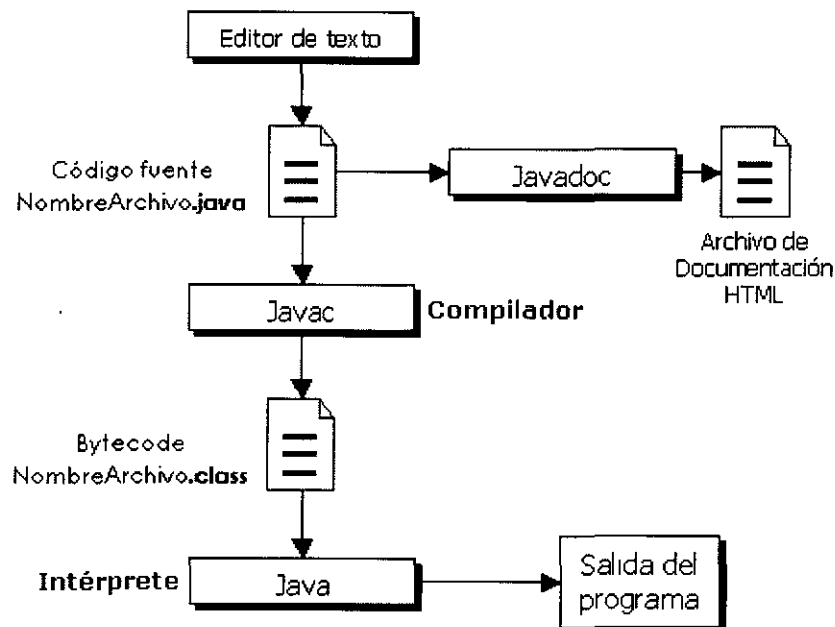 Editor de texto
Código fuente
NombreArchivo.java
Javadoc
Archivo de
Documentación
HTML
Javac
Compilador
Bytecode
NombreArchivo.class
Intérprete
Java
Salida del
programa